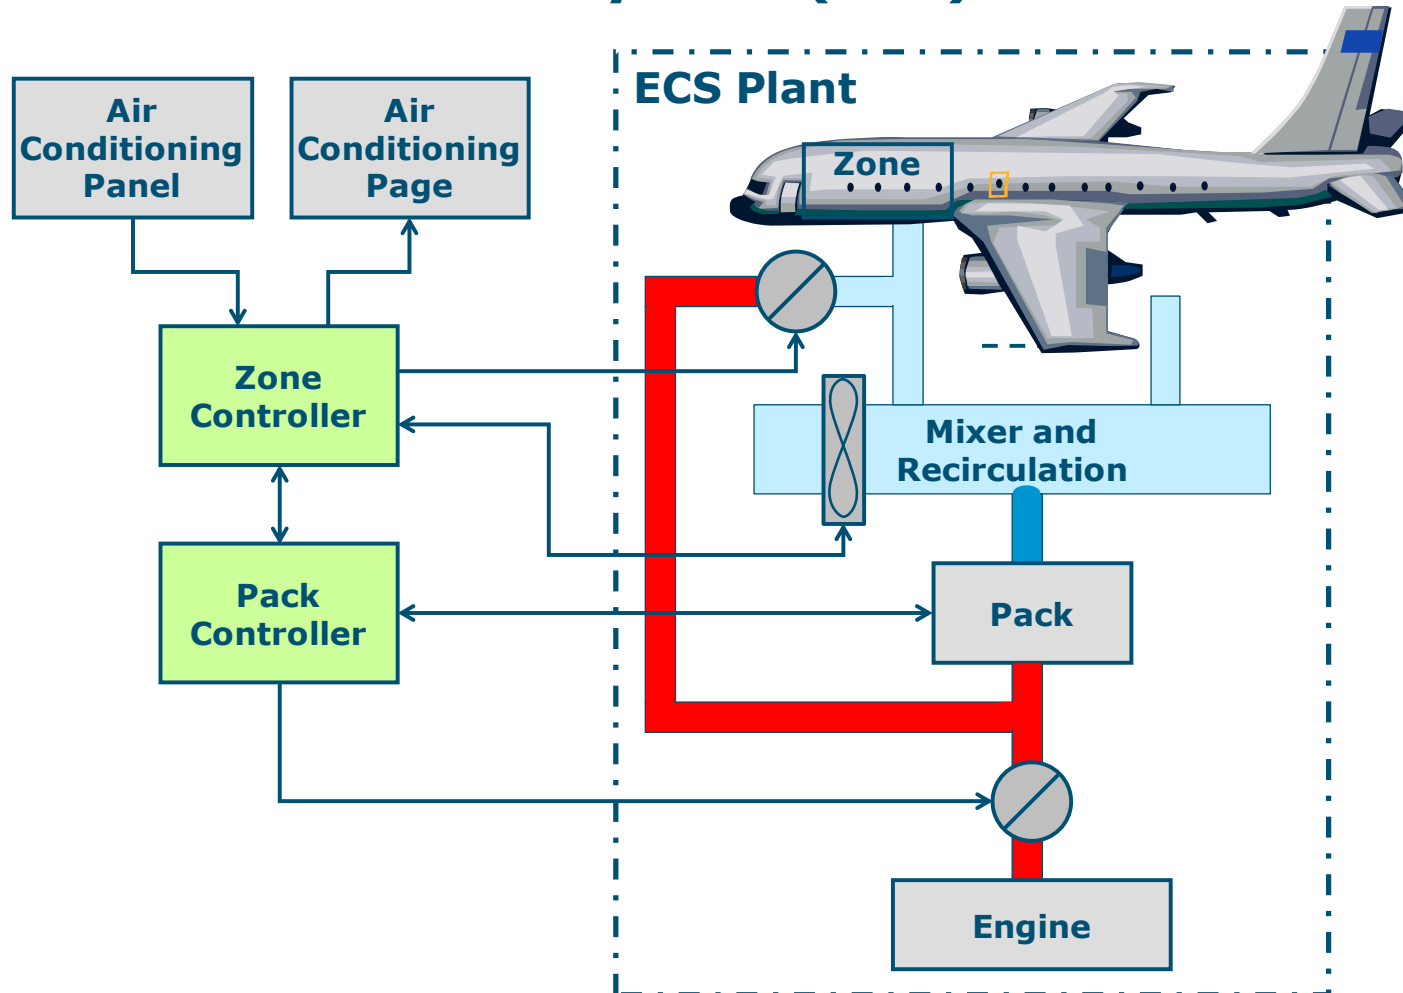 Air
Conditioning
Panel
Air
Conditioning
Page
ECS Plant
Zone
Zone
Controller
Mixer and
Recirculation
Pack
Controller
Pack
Engine